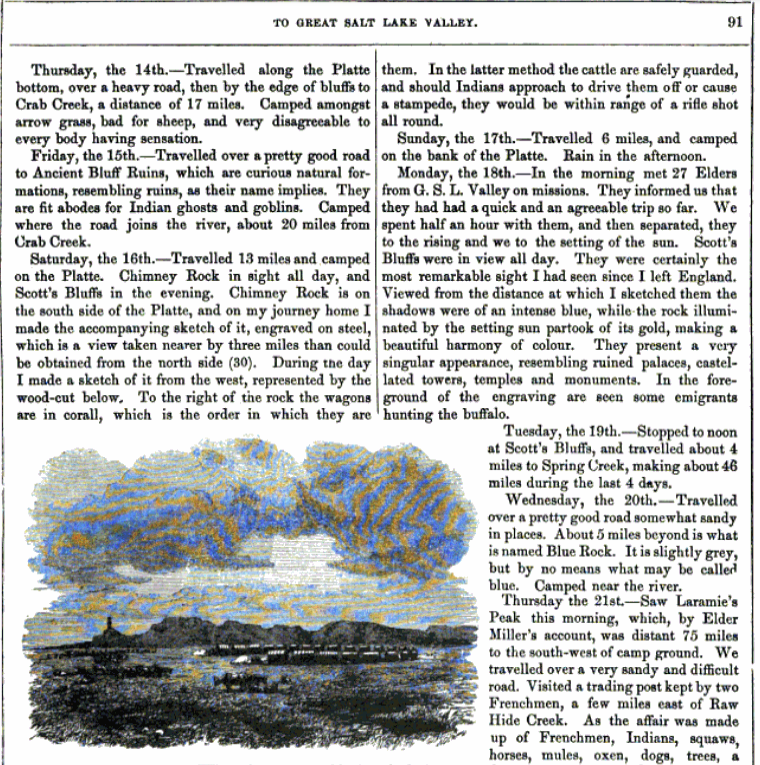 TO GREAT SALT LAKE VALLEY.
91
Thursday, the 14th.—Travelled along the Platte
bottom, over a heavy road, then by the edge of bluffs to
Crab Creek, a distance of 17 miles. Camped amongst
arrow grass, bad for sheep, and very disagreeable to
every body having sensation.
Friday, the 15th.—Travelled over a pretty good road
to Ancient Bluff Ruins, which are curious natural for-
mations, resembling ruins, as their name implies. They
are fit abodes for Indian ghosts and goblins. Camped
where the road joins the river, about 20 miles from
Crab Creek.
Saturday, the 16th.—Travelled 13 miles and camped
on the Platte. Chimney Rock in sight all day, and
Scott's Bluffs in the evening. Chimney Rock is on
the south side of the Platte, and on my journey home I
made the accompanying sketch of it, engraved on steel,
which is a view taken nearer by three miles than could
be obtained from the north side (30). During the day
I made a sketch of it from the west, represented by the
wood-cut below. To the right of the rock the wagons
are in corall, which is the order in which they are
them. In the latter method the cattle are safely guarded,
and should Indians approach to drive them off or cause
a stampede, they would be within range of a rifle shot
all round.
Sunday, the 17th.—Travelled 6 miles, and camped
on the bank of the Platte. Rain in the afternoon.
Monday, the 18th.—In the morning met 27 Elders
from G. S. L. Valley on missions. They informed us that
they had had a quick and an agreeable trip so far. We
spent half an hour with them, and then separated, they
to the rising and we to the setting of the sun. Scott's
Bluffs were in view all day. They were certainly the
most remarkable sight I had seen since I left England.
Viewed from the distance at which I sketched them the
shadows were of an intense blue, while the rock illumi-
nated by the setting sun partook of its gold, making a
beautiful harmony of colour. They present a very
singular appearance, resembling ruined palaces, castel-
lated towers, temples and monuments. In the fore-
ground of the engraving are seen some emigrants
hunting the buffalo.
Tuesday, the 19th.—Stopped to noon
at Scott's Bluffs, and travelled about 4
miles to Spring Creek, making about 46
miles during the last 4 days.
Wednesday, the 20th.—Travelled
over a pretty good road somewhat sandy
in places. About 5 miles beyond is what
is named Blue Rock. It is slightly grey,
but by no means what may be called
blue. Camped near the river.
Thursday the 21st.—Saw Laramie's
Peak this morning, which, by Elder
Miller's account, was distant 75 miles
to the south-west of camp ground. We
travelled over a very sandy and difficult
road. Visited a trading post kept by two
Frenchmen, a few miles east of Raw
Hide Creek. As the affair was made
up of Frenchmen, Indians, squaws,
horses, mules, oxen, dogs, trees, a